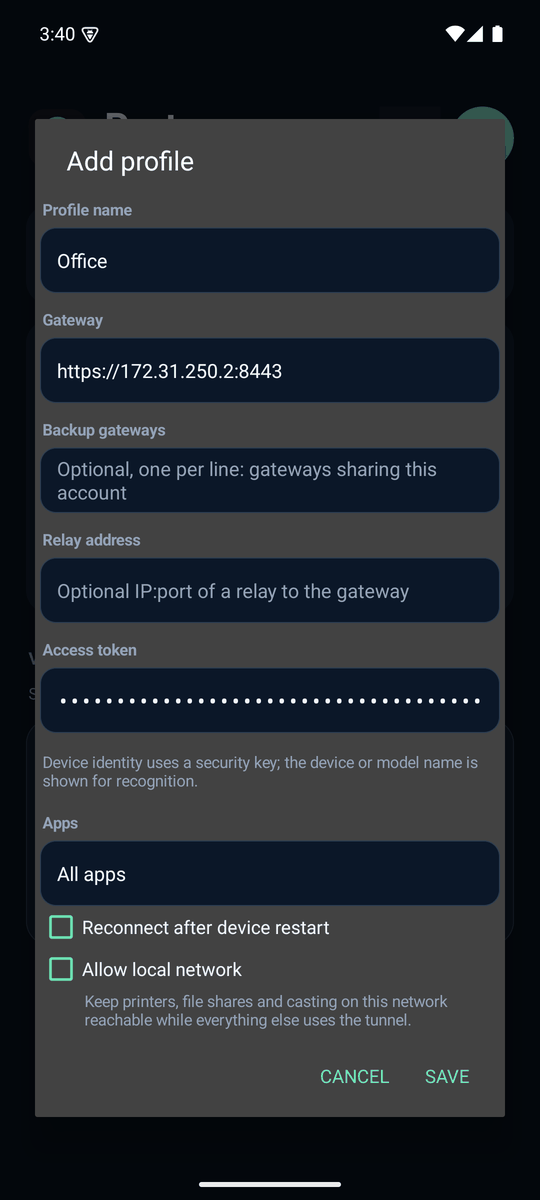 3:40
Add profile
Profile name
Office
Gateway
https://172.31.250.2:8443
Backup gateways
Optional, one per line: gateways sharing this
account
Relay address
Optional IP:port of a relay to the gateway
Access token
Device identity uses a security key; the device or model name is
shown for recognition.
Apps
All apps
Reconnect after device restart
Allow local network
Keep printers, file shares and casting on this network
reachable while everything else uses the tunnel.
CANCEL
SAVE